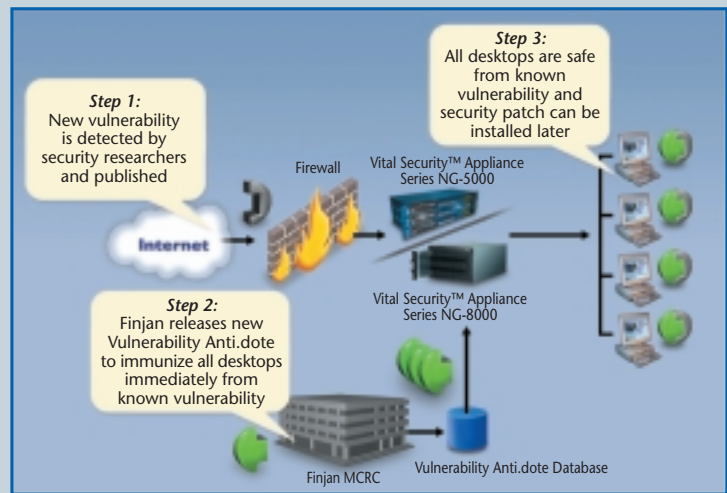 Step 1:
New vulnerability
is detected by
security researchers
and published
Step 3:
All desktops are safe
from known
vulnerability and
security patch can be
installed later
Firewall
Vital Security™ Appliance
Series NG-5000
Internet
Vital Security™ Appliance
Series NG-8000
Step 2:
Finjan releases new
Vulnerability Anti.dote
to immunize all desktops
immediately from
known vulnerability
Finjan MCRC
Vulnerability Anti.dote Database